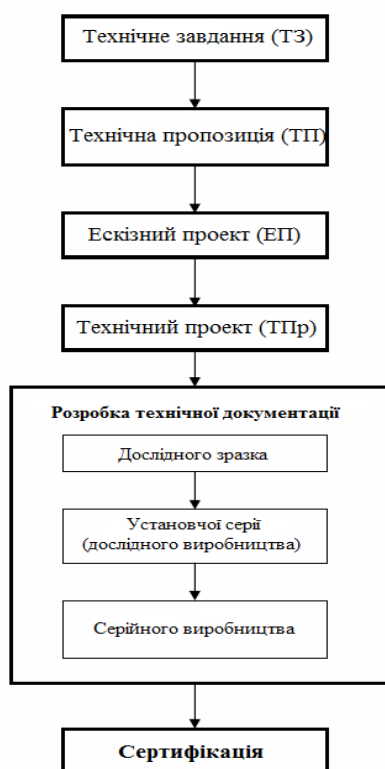 Технічне завдання (ТЗ)
Технічна пропозиція (ТП)
Ескізний проект (ЕП)
Технічний проект (ТПр)
Розробка технічної документації
Дослідного зразка
Установчої серії
(дослідного виробництва)
Серійного виробництва
Сертифікація